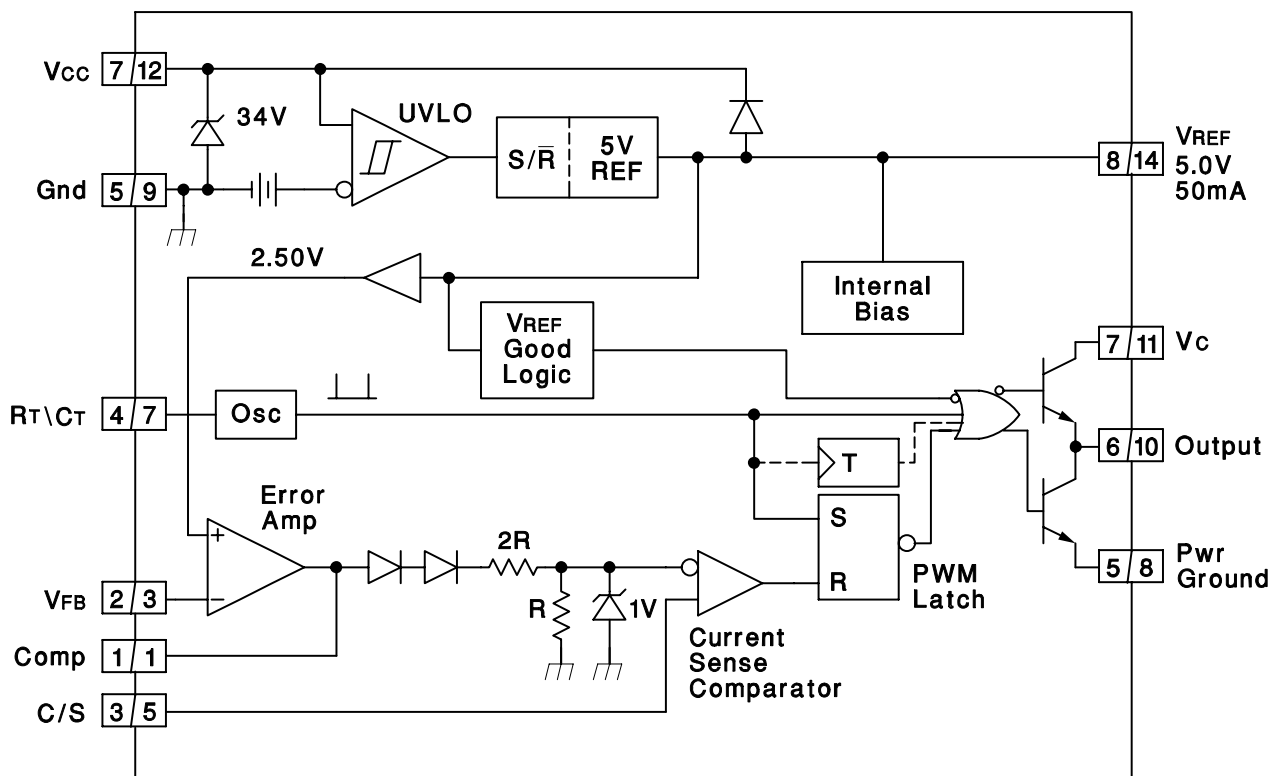 VCC 7/12
34V
UVLO
S/R̅
5V
REF
8/14
VREF
5.0V
50mA
Gnd 5/9
2.50V
Internal
Bias
VREF
Good
Logic
7/11 VC
RT\CT 4/7
Osc
T
6/10 Output
Error
Amp
+
−
S
R
PWM
Latch
2R
R
1V
5/8
Pwr
Ground
VFB 2/3
Comp 1/1
Current
Sense
Comparator
C/S 3/5